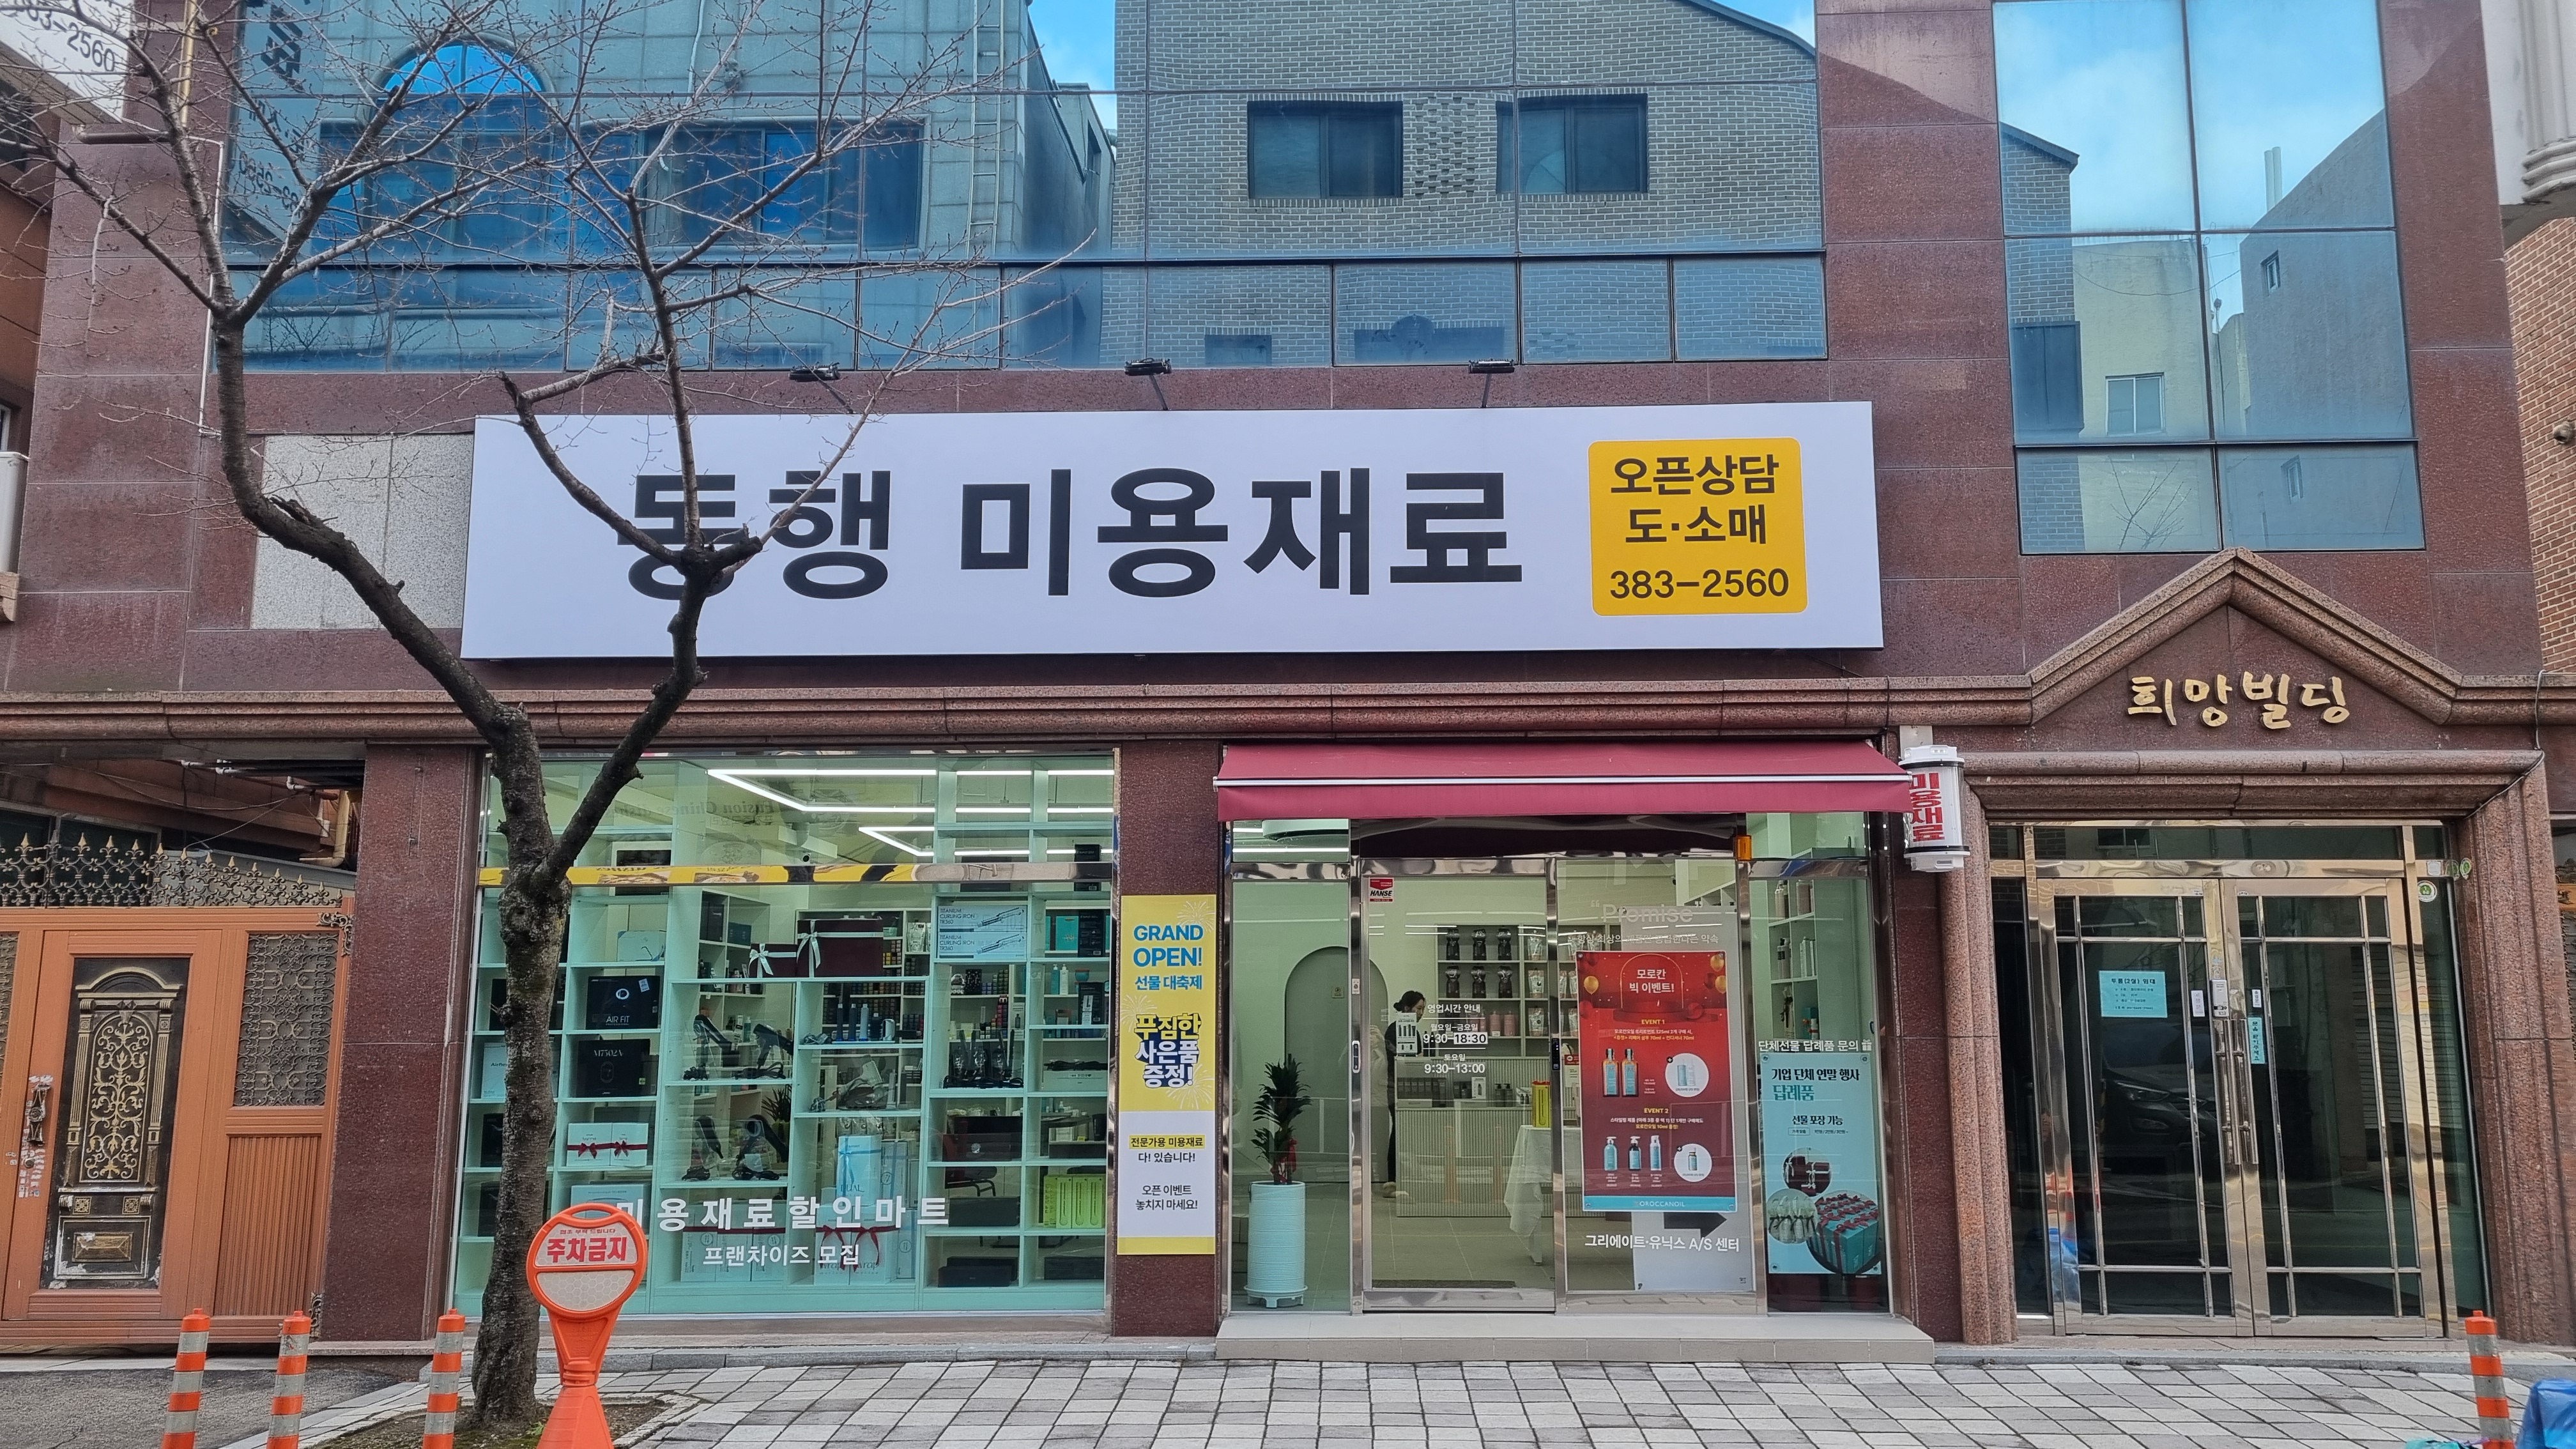 동행 미용재료
오픈상담
도·소매
383-2560
희망빌딩
미용재료
GRAND
OPEN!
선물 대축제
푸짐한
사은품
증정!
전문가용 미용재료
다! 있습니다!
오픈 이벤트
놓치지 마세요!
HANSE
영업시간 안내
월요일-금요일
9:30-18:30
토요일
9:30-13:00
"Promise"
모로칸
빅 이벤트!
EVENT 1
EVENT 2
그리에이트·유닉스 A/S 센터
단체선물 답례품 문의
기업 단체 연말 행사
답례품
선물 포장 가능
TITANIUM
CURLING IRON
TITANIUM
CURLING IRON
AIR FIT
미용재료할인마트
프랜차이즈 모집
주차금지